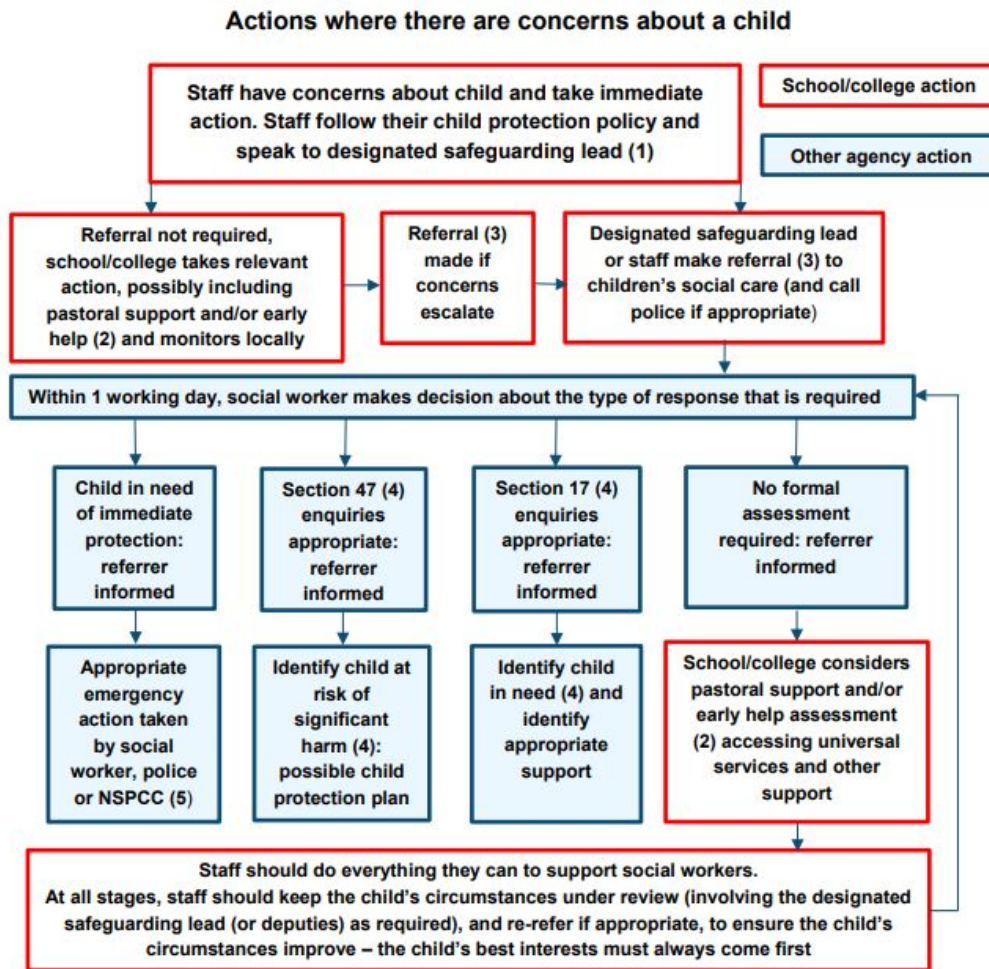 Actions where there are concerns about a child
Staff have concerns about child and take immediate
action. Staff follow their child protection policy and
speak to designated safeguarding lead (1)
School/college action
Other agency action
Referral not required,
school/college takes relevant
action, possibly including
pastoral support and/or early
help (2) and monitors locally
Referral (3)
made if
concerns
escalate
Designated safeguarding lead
or staff make referral (3) to
children’s social care (and call
police if appropriate)
Within 1 working day, social worker makes decision about the type of response that is required
Child in need
of immediate
protection:
referrer
informed
Section 47 (4)
enquiries
appropriate:
referrer
informed
Section 17 (4)
enquiries
appropriate:
referrer
informed
No formal
assessment
required: referrer
informed
Appropriate
emergency
action taken
by social
worker, police
or NSPCC (5)
Identify child at
risk of
significant
harm (4):
possible child
protection plan
Identify child
in need (4) and
identify
appropriate
support
School/college considers
pastoral support and/or
early help assessment
(2) accessing universal
services and other
support
Staff should do everything they can to support social workers.
At all stages, staff should keep the child’s circumstances under review (involving the designated
safeguarding lead (or deputies) as required), and re-refer if appropriate, to ensure the child’s
circumstances improve – the child’s best interests must always come first